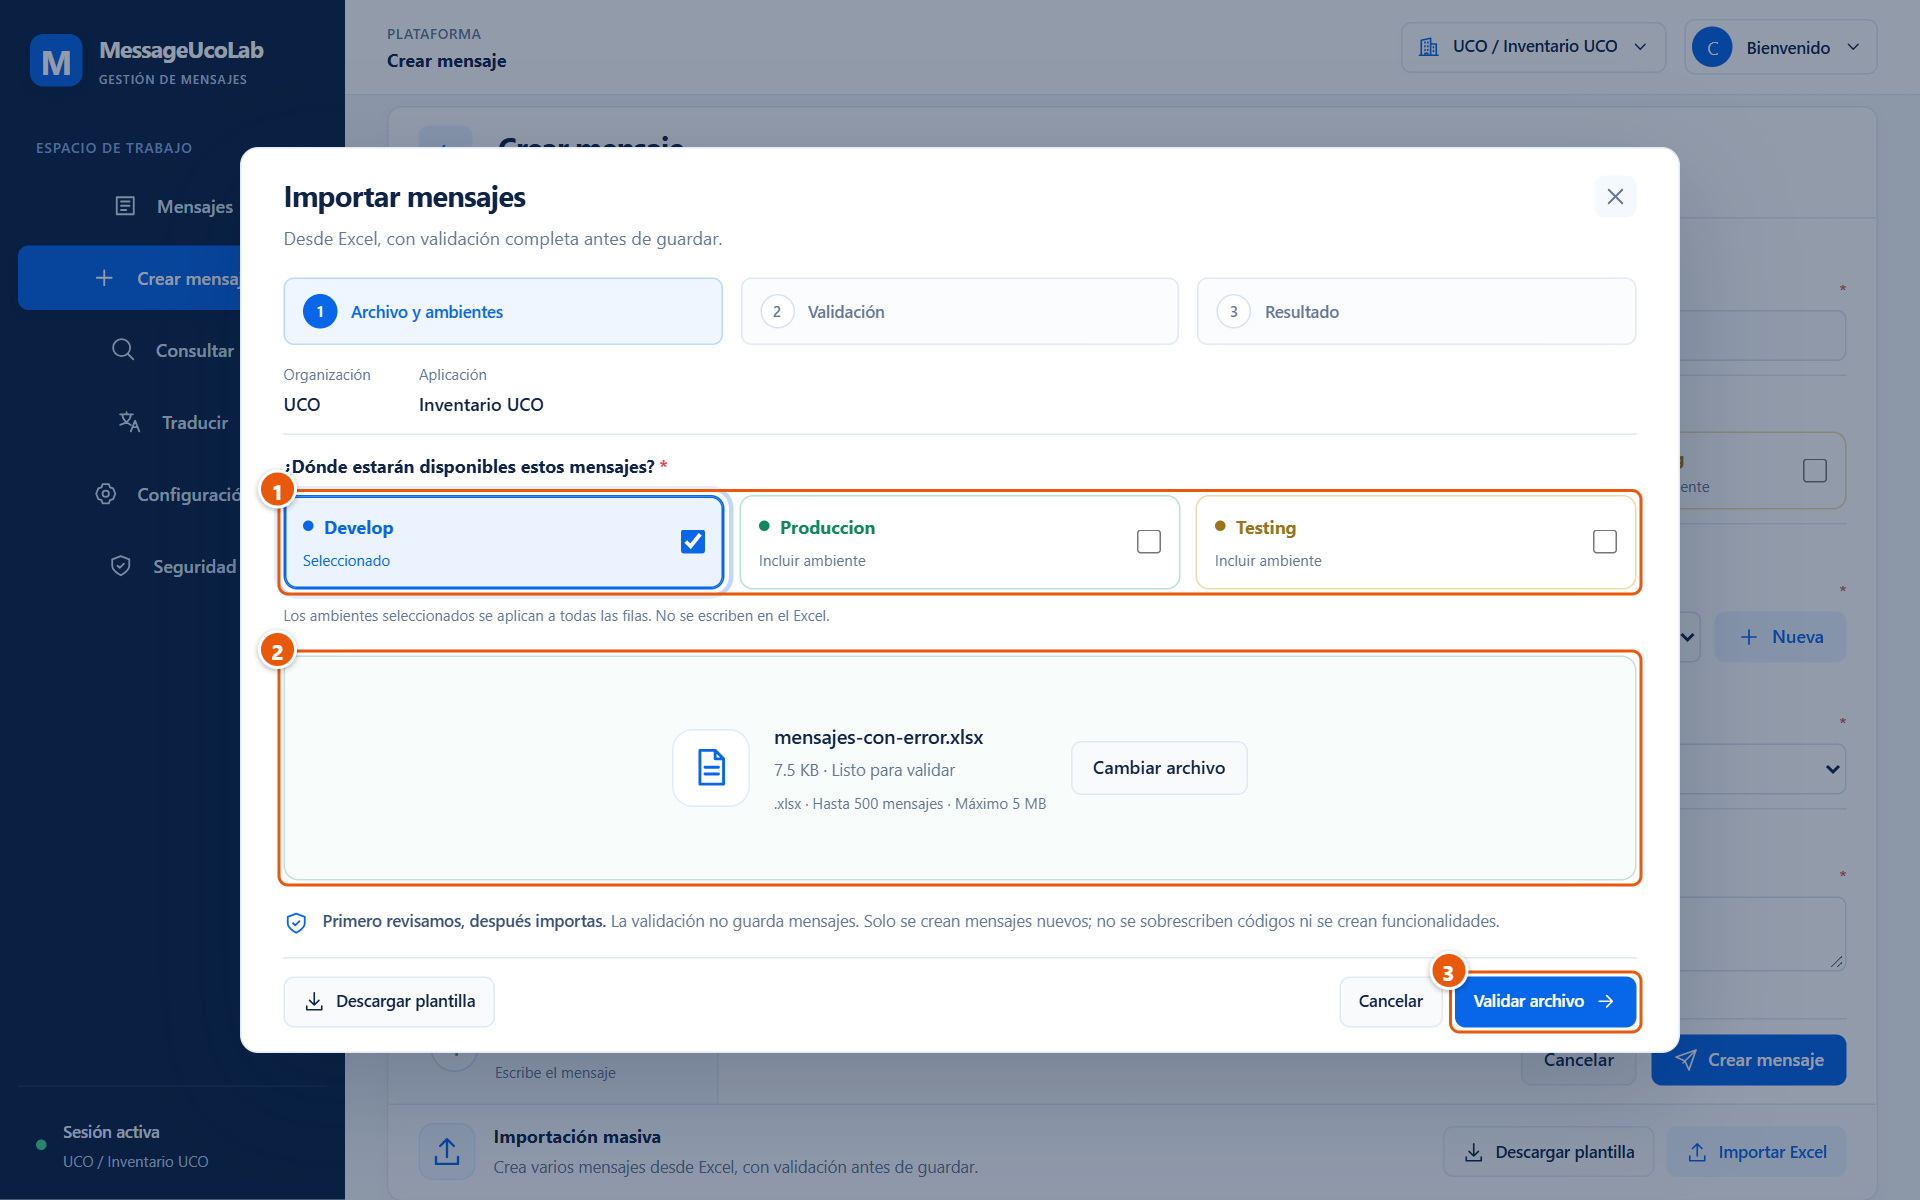 M
MessageUcoLab
GESTIÓN DE MENSAJES
ESPACIO DE TRABAJO
Mensajes
Crear mensaj
Consultar
Traducir
Configuració
Seguridad
Sesión activa
UCO / Inventario UCO
PLATAFORMA
Crear mensaje
UCO / Inventario UCO
C
Bienvenido
Crear mensaje
Importar mensajes
Desde Excel, con validación completa antes de guardar.
1 Archivo y ambientes
2 Validación
3 Resultado
Organización
UCO
Aplicación
Inventario UCO
¿Dónde estarán disponibles estos mensajes? *
1
Develop
Seleccionado
Produccion
Incluir ambiente
Testing
Incluir ambiente
Los ambientes seleccionados se aplican a todas las filas. No se escriben en el Excel.
2
mensajes-con-error.xlsx
7.5 KB · Listo para validar
.xlsx · Hasta 500 mensajes · Máximo 5 MB
Cambiar archivo
Primero revisamos, después importas. La validación no guarda mensajes. Solo se crean mensajes nuevos; no se sobrescriben códigos ni se crean funcionalidades.
Descargar plantilla
Cancelar
3
Validar archivo
*
g
ente
*
Nueva
*
*
Escribe el mensaje
Cancelar
Crear mensaje
Importación masiva
Crea varios mensajes desde Excel, con validación antes de guardar.
Descargar plantilla
Importar Excel